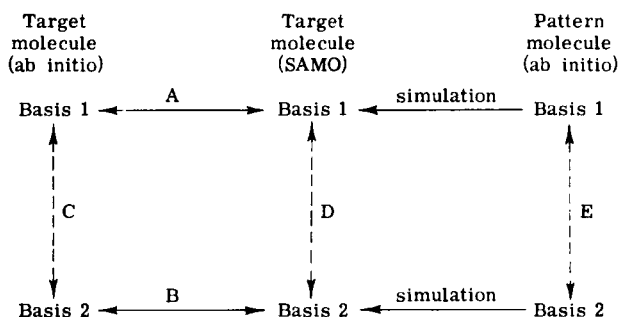 Target molecule (ab initio)
Target molecule (SAMO)
Pattern molecule (ab initio)
Basis 1
A
Basis 1
simulation
Basis 1
C
D
E
Basis 2
B
Basis 2
simulation
Basis 2